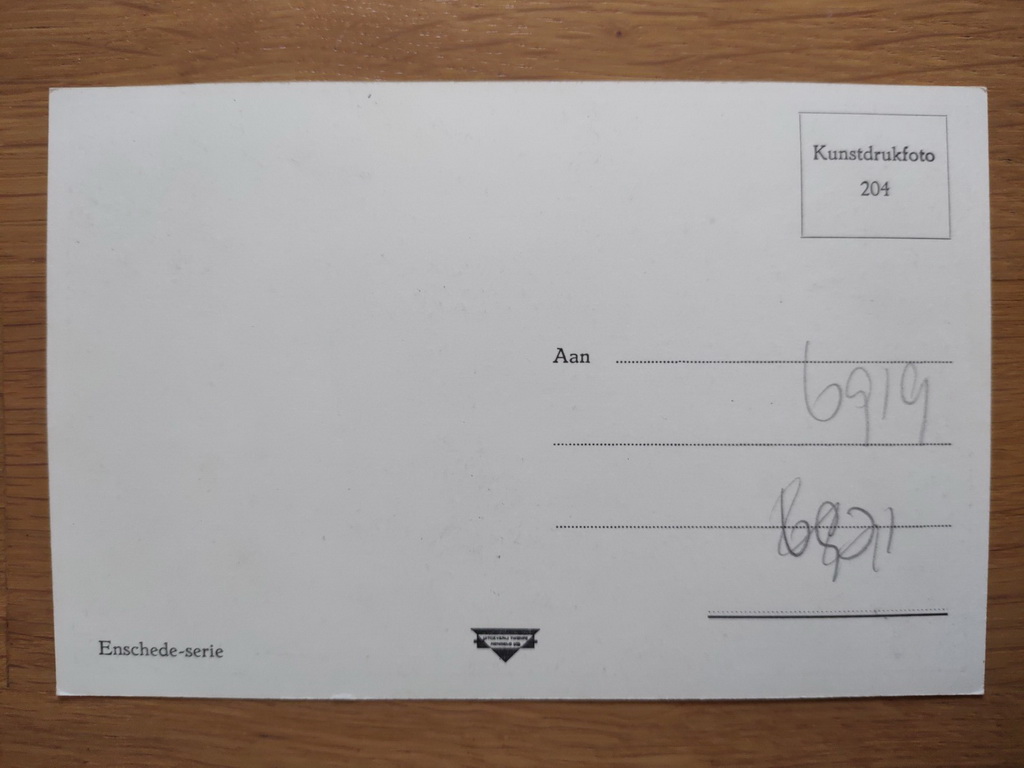 Kunstdrukfoto
204
Aan
6919
Enschede-serie